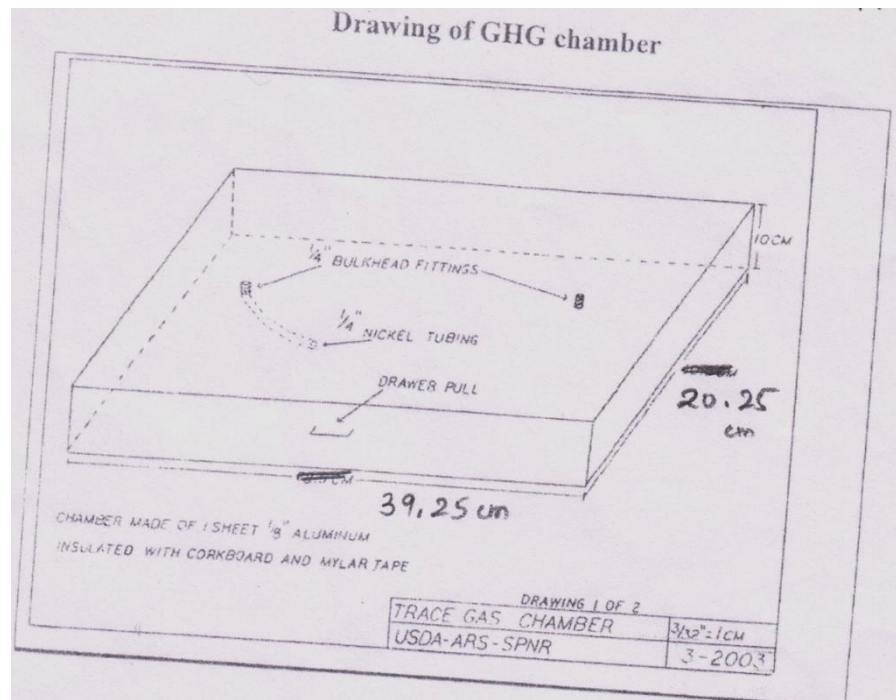 Drawing of GHG chamber
10CM
1/4" BULKHEAD FITTINGS
1/4" NICKEL TUBING
DRAWER PULL
20.25
cm
39.25 cm
CHAMBER MADE OF 1 SHEET 1/8" ALUMINUM
INSULATED WITH CORKBOARD AND MYLAR TAPE
DRAWING 1 OF 2
TRACE GAS CHAMBER
3/32"=1CM
USDA-ARS-SPNR
3-2003